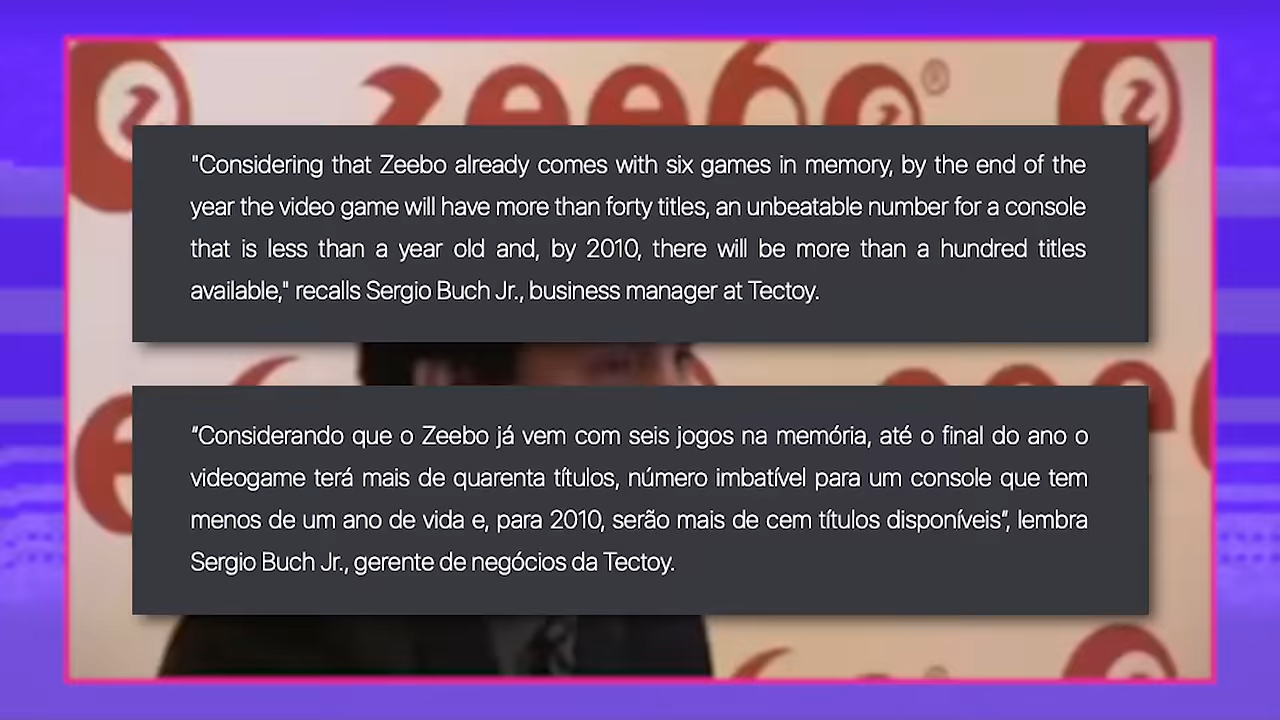 zeebo®
"Considering that Zeebo already comes with six games in memory, by the end of the
year the video game will have more than forty titles, an unbeatable number for a console
that is less than a year old and, by 2010, there will be more than a hundred titles
available," recalls Sergio Buch Jr., business manager at Tectoy.
“Considerando que o Zeebo já vem com seis jogos na memória, até o final do ano o
videogame terá mais de quarenta títulos, número imbatível para um console que tem
menos de um ano de vida e, para 2010, serão mais de cem títulos disponíveis”, lembra
Sergio Buch Jr., gerente de negócios da Tectoy.